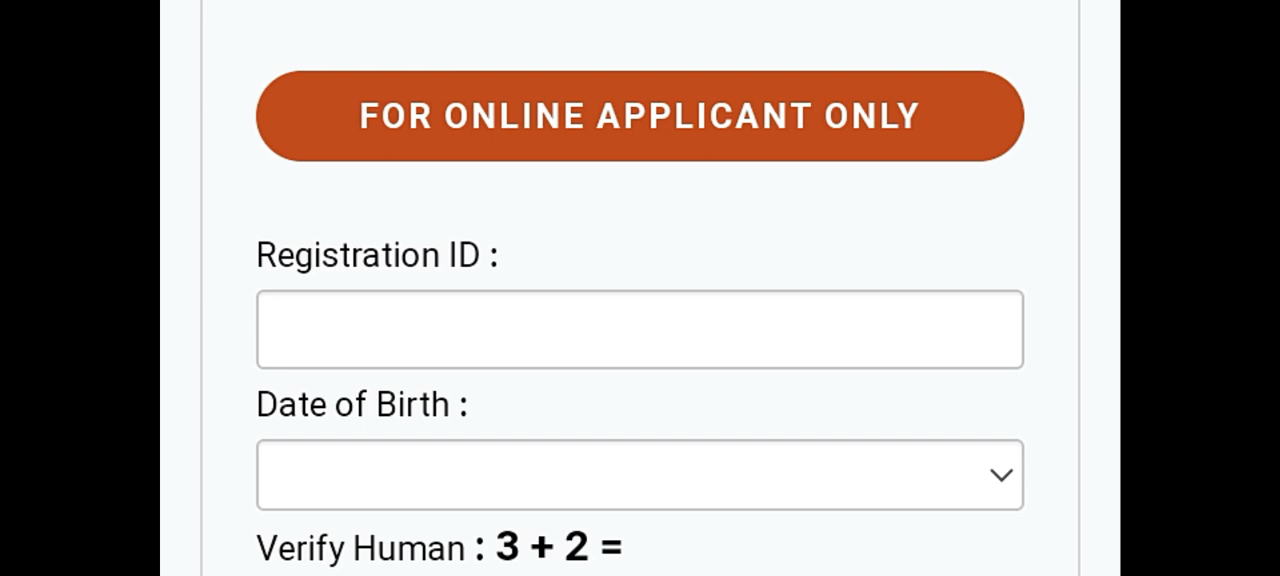 FOR ONLINE APPLICANT ONLY
Registration ID :
Date of Birth :
Verify Human : 3 + 2 =